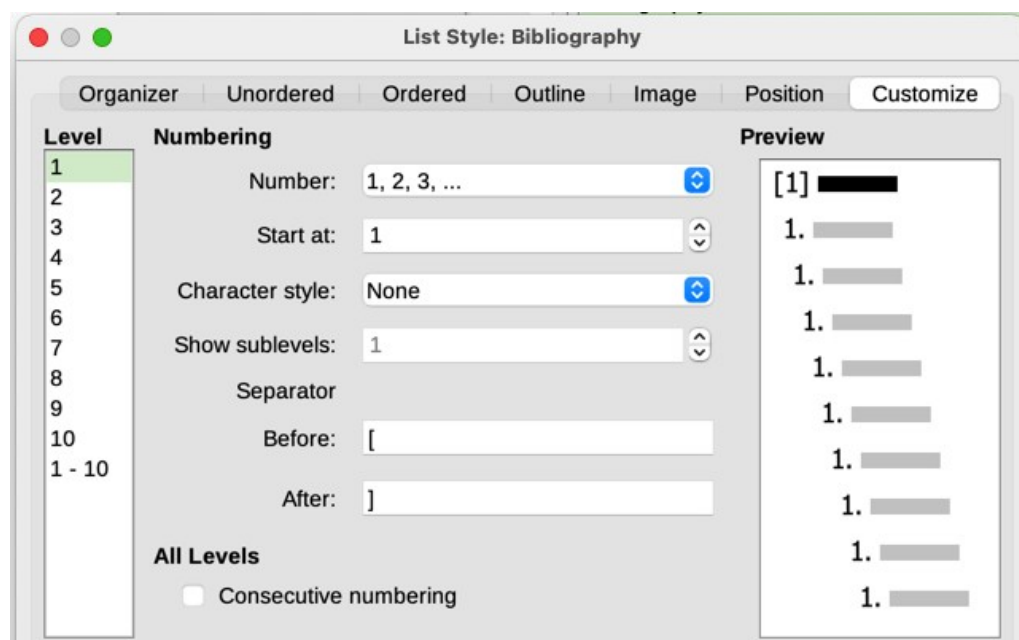 List Style: Bibliography
Organizer Unordered Ordered Outline Image Position Customize
Level
1
2
3
4
5
6
7
8
9
10
1 - 10
Numbering
Number: 1, 2, 3, ...
Start at: 1
Character style: None
Show sublevels: 1
Separator
Before: [
After: ]
All Levels
Consecutive numbering
Preview
[1]
1.
1.
1.
1.
1.
1.
1.
1.
1.